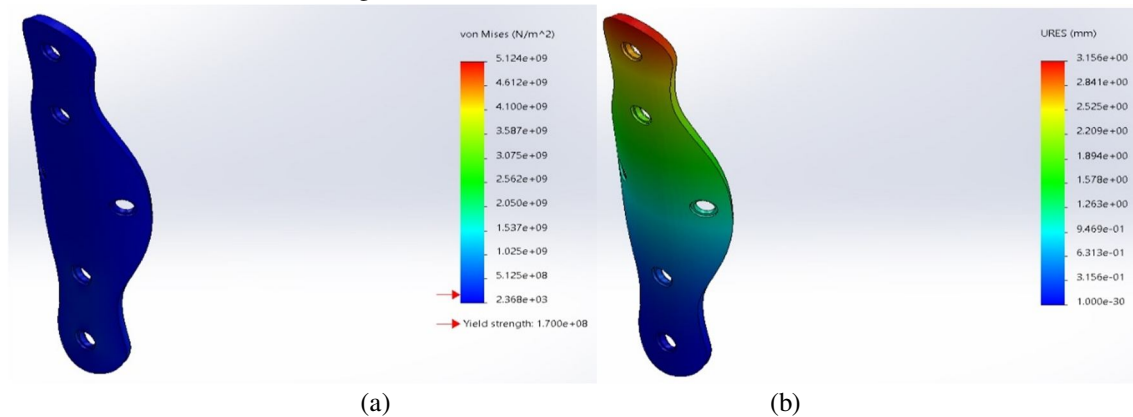 von Mises (N/m^2)
5.124e+09
4.612e+09
4.100e+09
3.587e+09
3.075e+09
2.562e+09
2.050e+09
1.537e+09
1.025e+09
5.125e+08
2.368e+03
Yield strength: 1.700e+08
URES (mm)
3.156e+00
2.841e+00
2.525e+00
2.209e+00
1.894e+00
1.578e+00
1.263e+00
9.469e-01
6.313e-01
3.156e-01
1.000e-30
(a)
(b)